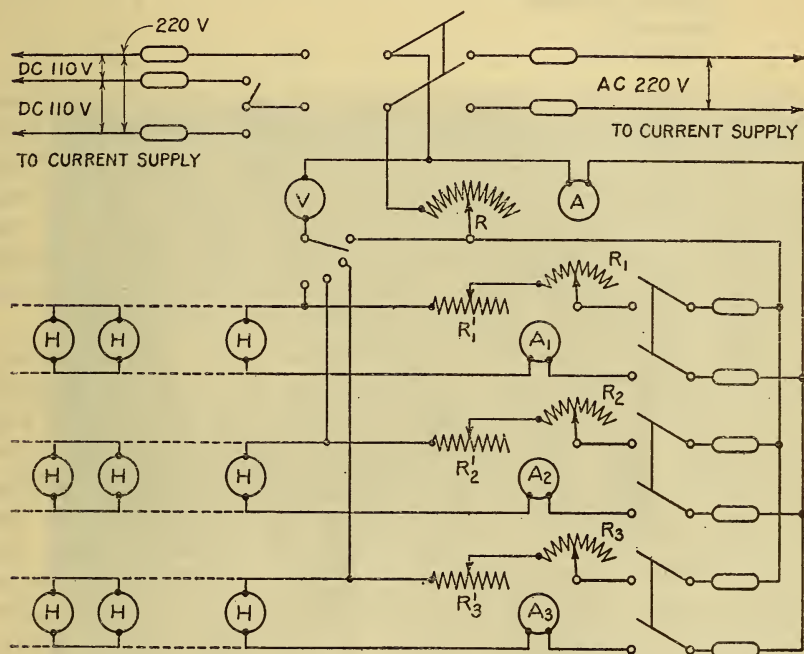 220 V
DC 110 V
DC 110 V
AC 220 V
TO CURRENT SUPPLY
TO CURRENT SUPPLY
V
R
A
R₁
H
H
H
R'₁
A₁
R₂
H
H
H
R'₂
A₂
R₃
H
H
H
R'₃
A₃